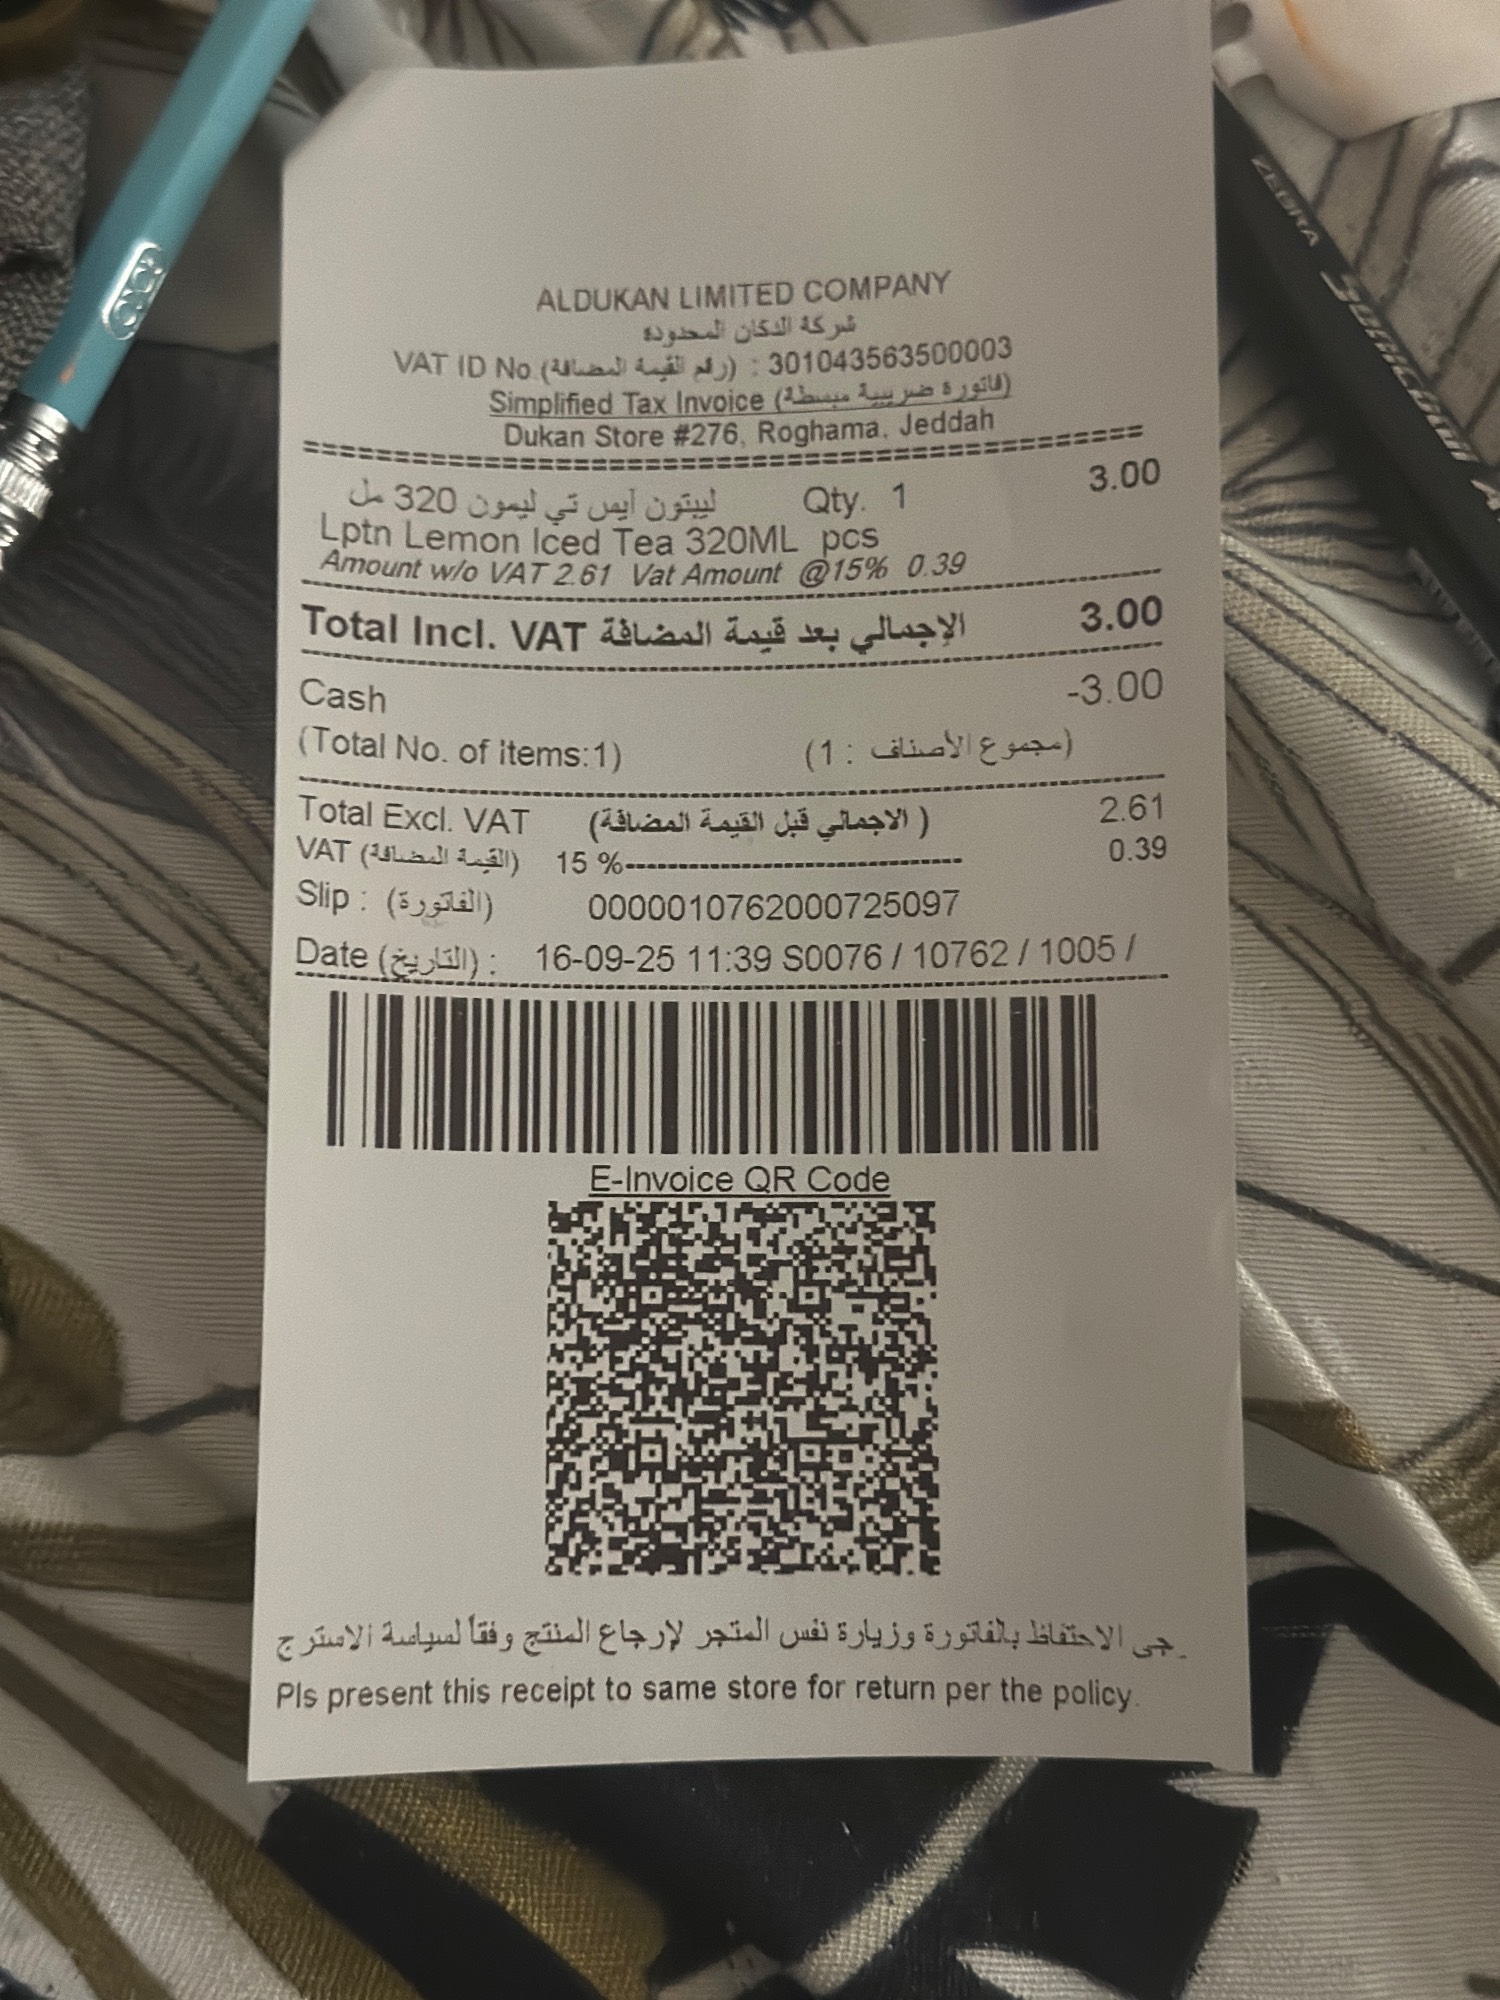 ALDUKAN LIMITED COMPANY
شركة الدكان المحدودة
VAT ID No (رقم القيمة المضافة) : 301043563500003
Simplified Tax Invoice (فاتورة ضريبية مبسطة)
Dukan Store #276, Roghama, Jeddah
ليبتون آيس تي ليمون 320 مل Qty. 1 3.00
Lptn Lemon Iced Tea 320ML pcs
Amount w/o VAT 2.61 Vat Amount @15% 0.39
Total Incl. VAT الإجمالي بعد قيمة المضافة 3.00
Cash -3.00
(Total No. of items:1) (مجموع الأصناف : 1)
Total Excl. VAT (الاجمالي قبل القيمة المضافة) 2.61
VAT (القيمة المضافة) 15 %------------------------------ 0.39
Slip : (الفاتورة) 0000010762000725097
Date (التاريخ) : 16-09-25 11:39 S0076 / 10762 / 1005 /
E-Invoice QR Code
جى الاحتفاظ بالفاتورة وزيارة نفس المتجر لإرجاع المنتج وفقاً لسياسة الاسترج
Pls present this receipt to same store for return per the policy.
ZEBRA